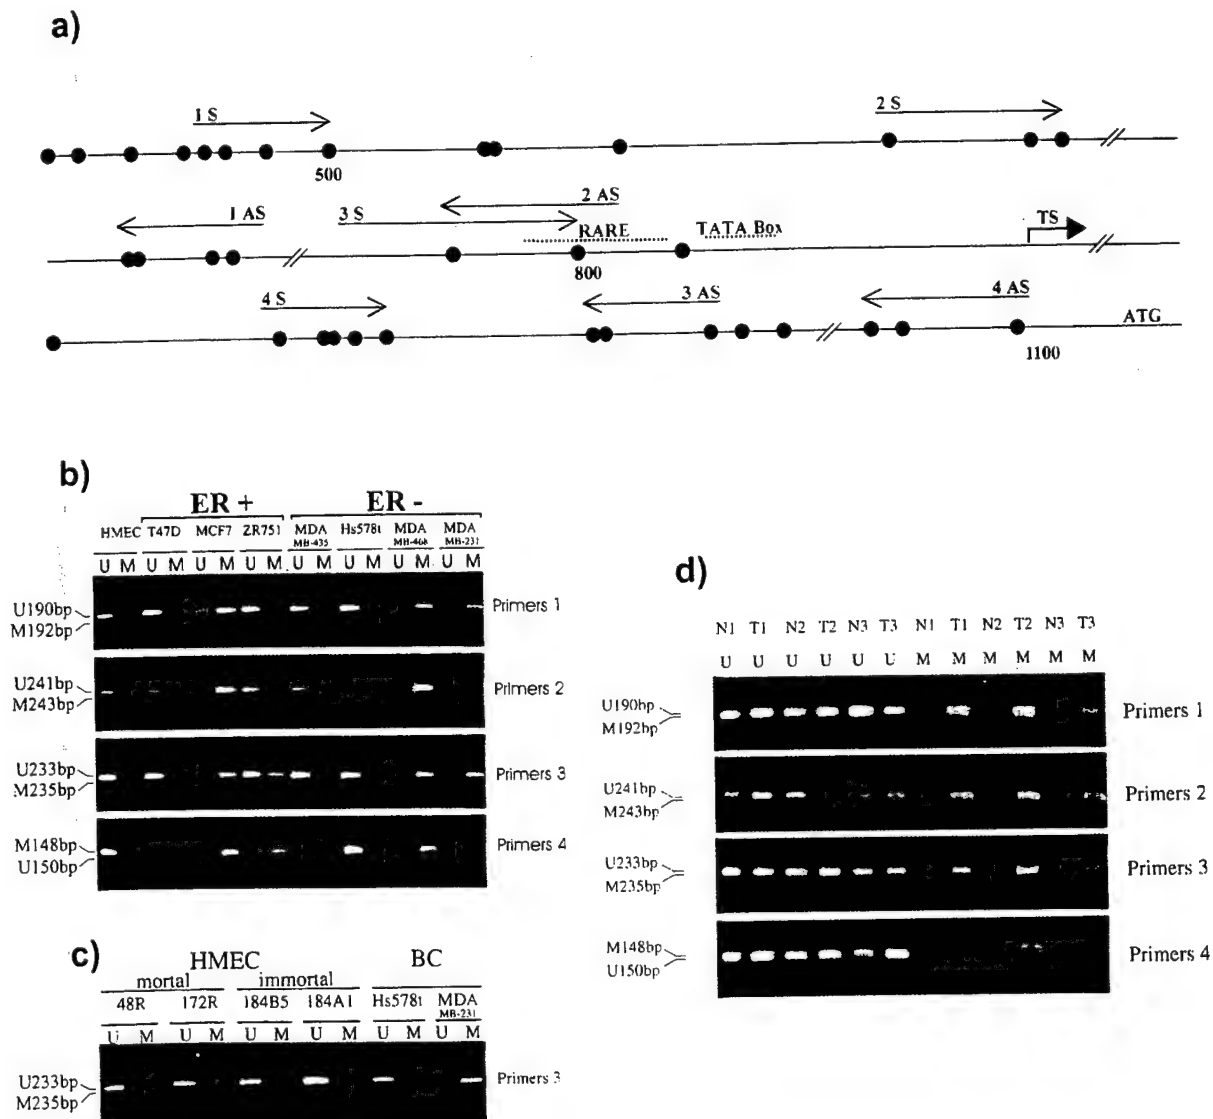 a)
1 S
2 S
500
1 AS
3 S
2 AS
RARE
TATA Box
TS
800
4 S
3 AS
4 AS
ATG
1100
b)
ER + ER -
HMEC T47D MCF7 ZR751 MDA MB-435 Hs578t MDA MB-468 MDA MB-231
U M U M U M U M U M U M U M U M
U190bp
M192bp
Primers 1
U241bp
M243bp
Primers 2
U233bp
M235bp
Primers 3
M148bp
U150bp
Primers 4
c)
HMEC BC
mortal immortal
48R 172R 184B5 184A1 Hs578t MDA MB-231
U M U M U M U M U M U M
U233bp
M235bp
Primers 3
d)
N1 T1 N2 T2 N3 T3 N1 T1 N2 T2 N3 T3
U U U U U U M M M M M M
U190bp
M192bp
Primers 1
U241bp
M243bp
Primers 2
U233bp
M235bp
Primers 3
M148bp
U150bp
Primers 4